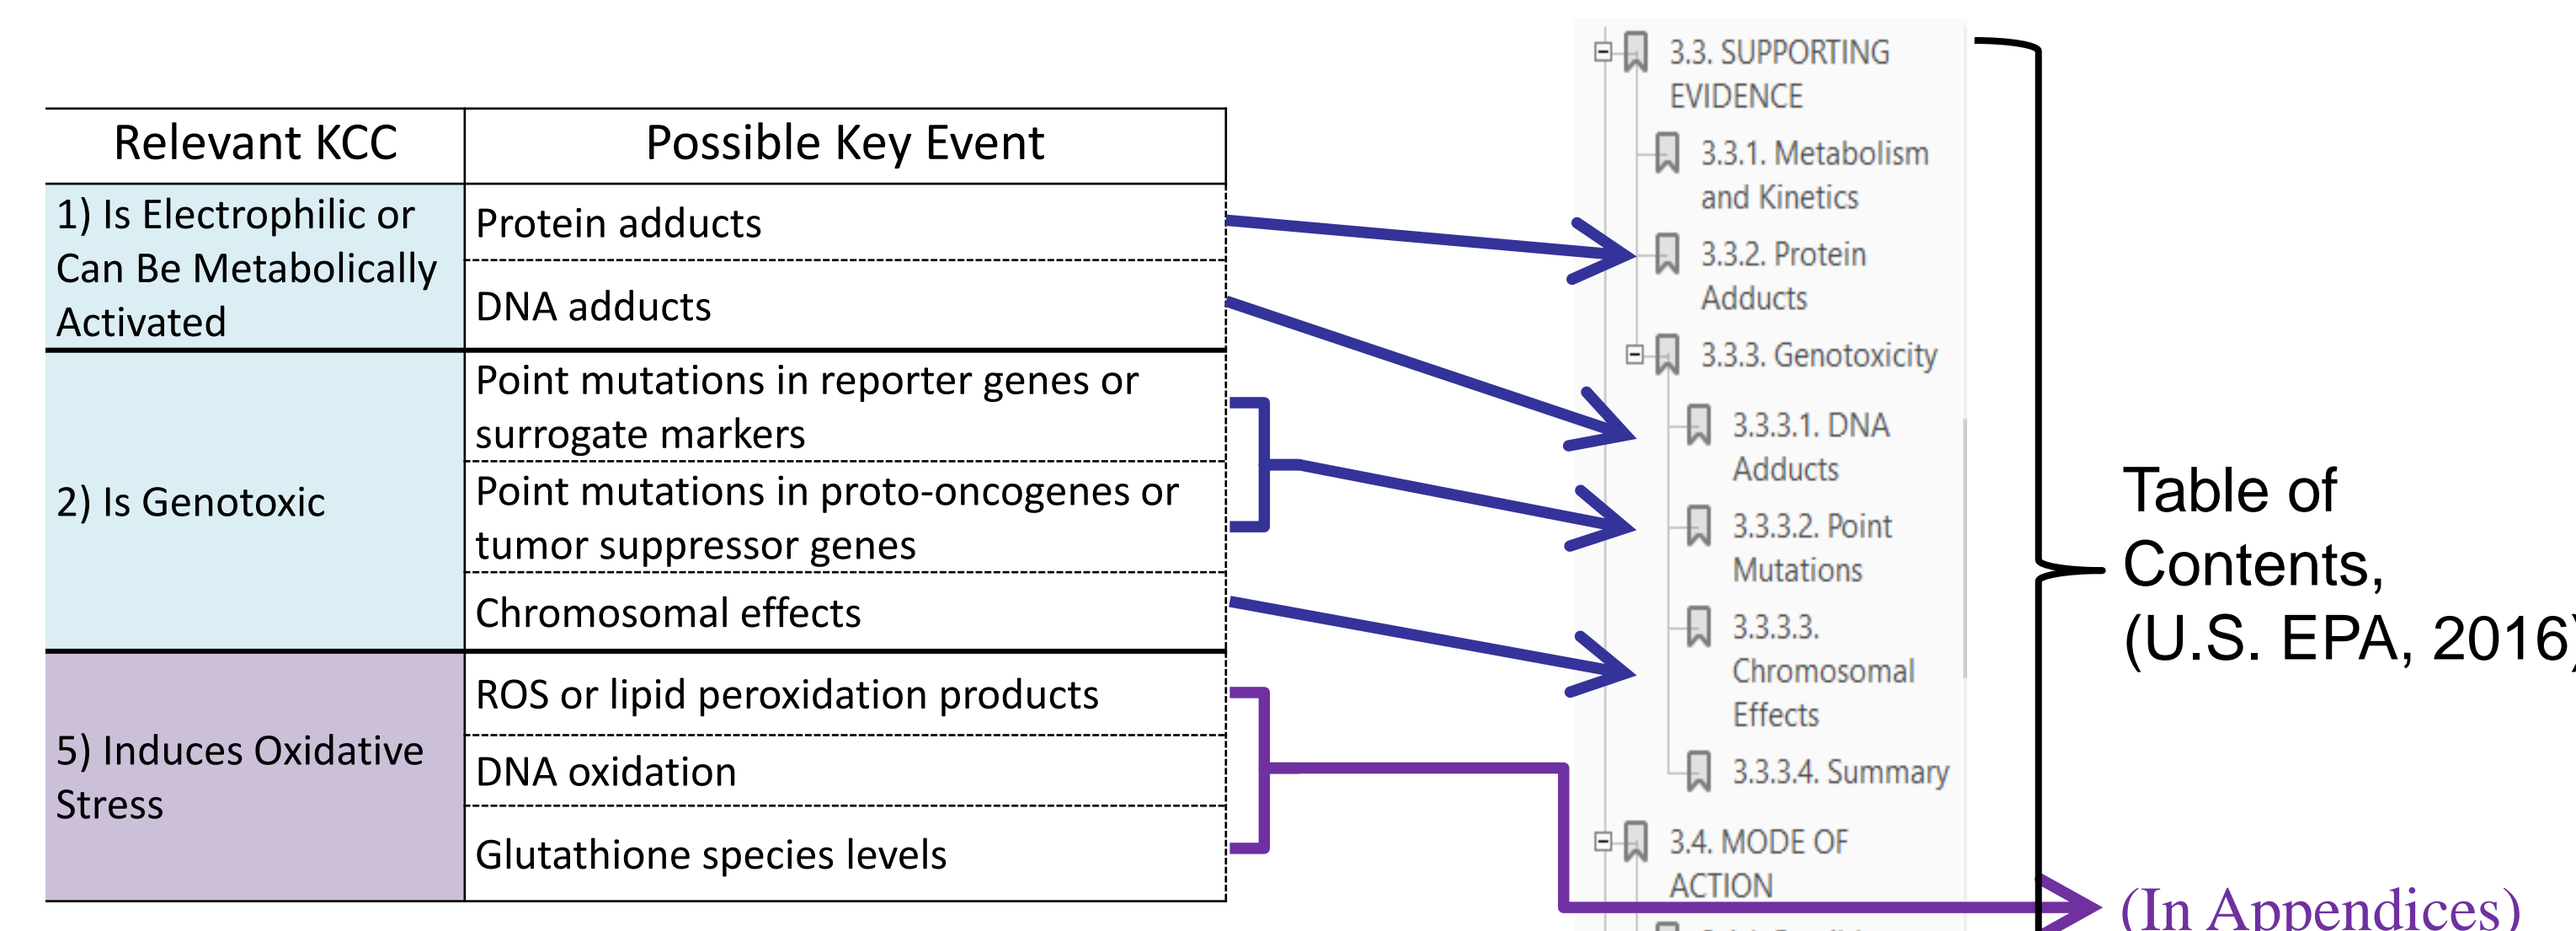 Relevant KCC
Possible Key Event
1) Is Electrophilic or
Can Be Metabolically
Activated
Protein adducts
DNA adducts
2) Is Genotoxic
Point mutations in reporter genes or
surrogate markers
Point mutations in proto-oncogenes or
tumor suppressor genes
Chromosomal effects
5) Induces Oxidative
Stress
ROS or lipid peroxidation products
DNA oxidation
Glutathione species levels
3.3. SUPPORTING
EVIDENCE
3.3.1. Metabolism
and Kinetics
3.3.2. Protein
Adducts
3.3.3. Genotoxicity
3.3.3.1. DNA
Adducts
3.3.3.2. Point
Mutations
3.3.3.3.
Chromosomal
Effects
3.3.3.4. Summary
3.4. MODE OF
ACTION
Table of
Contents,
(U.S. EPA, 2016)
(In Appendices)